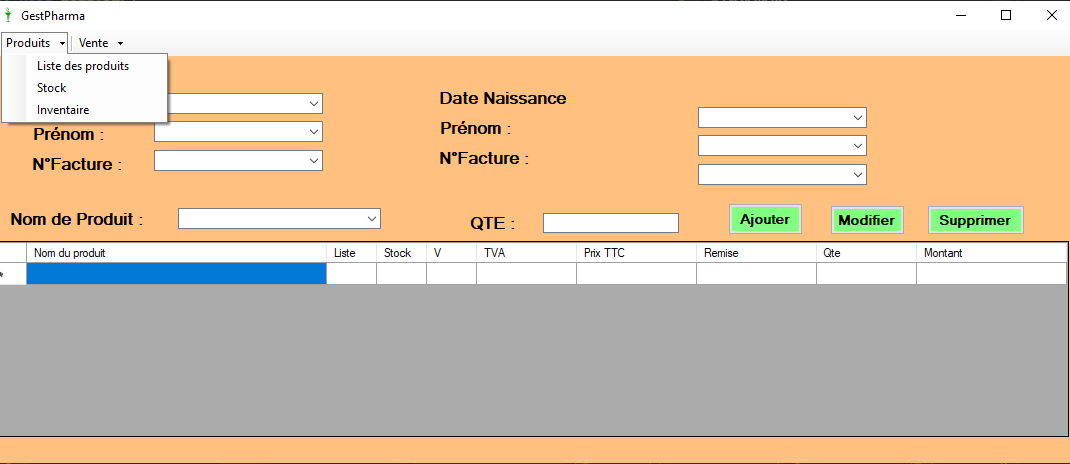 GestPharma
Produits Vente
Liste des produits
Stock
Inventaire
Date Naissance
Prénom : Prénom :
N°Facture : N°Facture :
Nom de Produit : QTE : Ajouter Modifier Supprimer
Nom du produit Liste Stock V TVA Prix TTC Remise Qte Montant
*